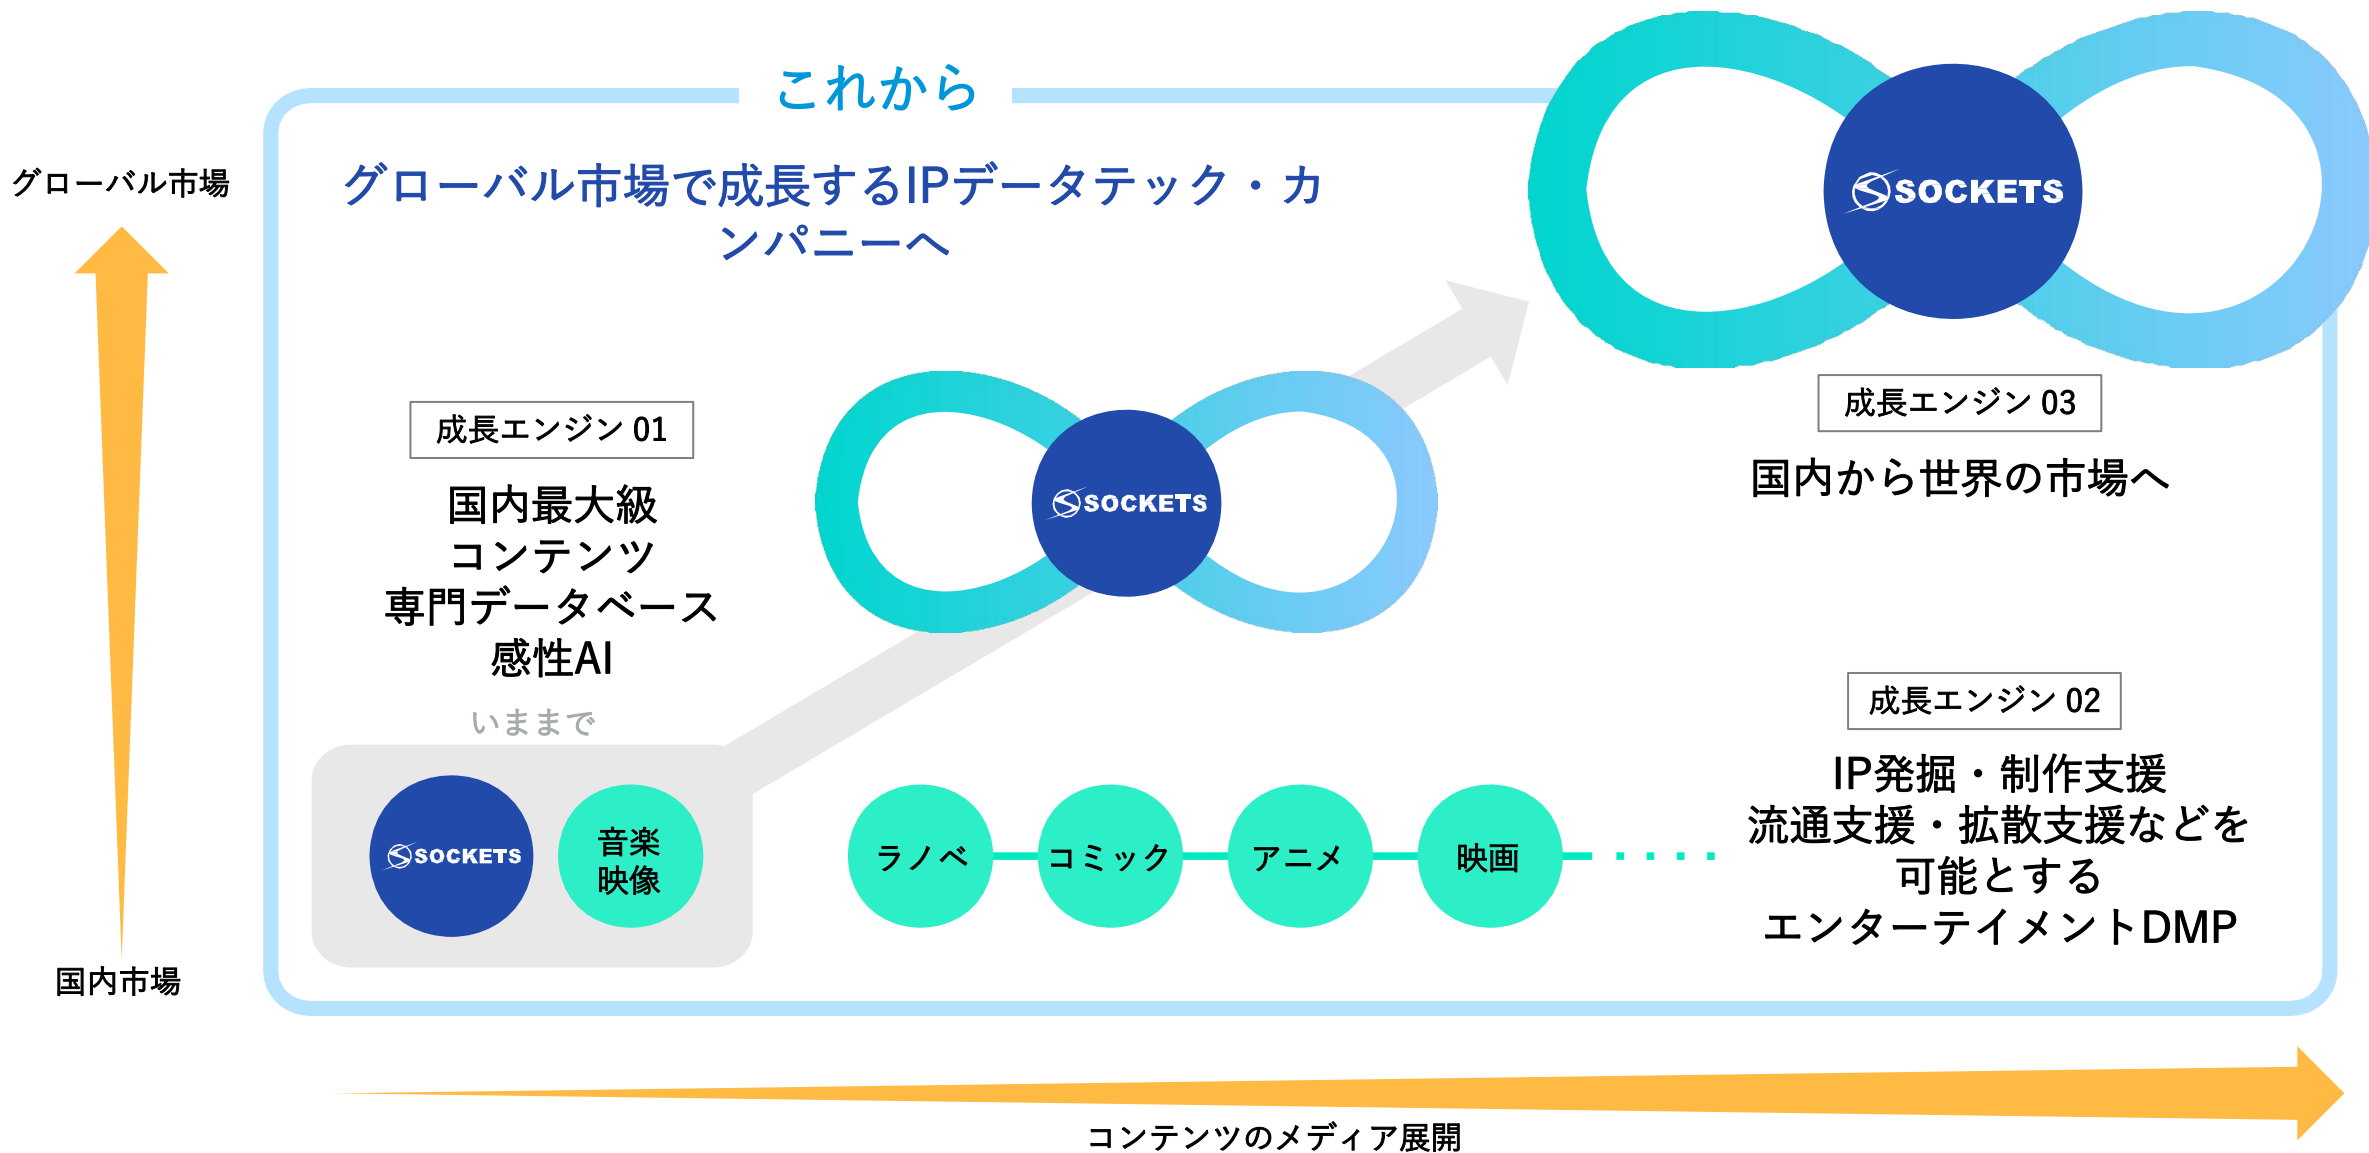 これから
グローバル市場
グローバル市場で成長するIPデータテック・カ
ンパニーへ
SOCKETS
成長エンジン 01
国内最大級
コンテンツ
専門データベース
感性AI
SOCKETS
成長エンジン 03
国内から世界の市場へ
いままで
SOCKETS
音楽
映像
ラノベ
コミック
アニメ
映画
成長エンジン 02
IP発掘・制作支援
流通支援・拡散支援などを
可能とする
エンターテイメントDMP
国内市場
コンテンツのメディア展開